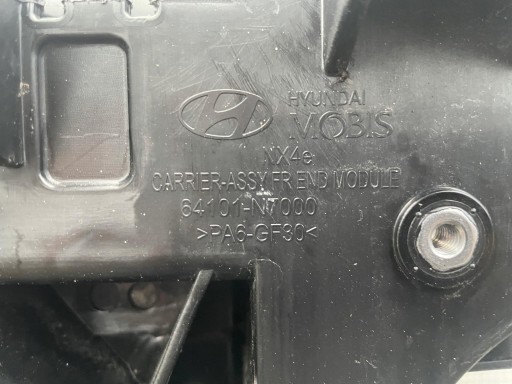 HYUNDAI
MOBIS
NX4e
CARRIER-ASSY FR END MODULE
64101-N7000
>PA6-GF30<